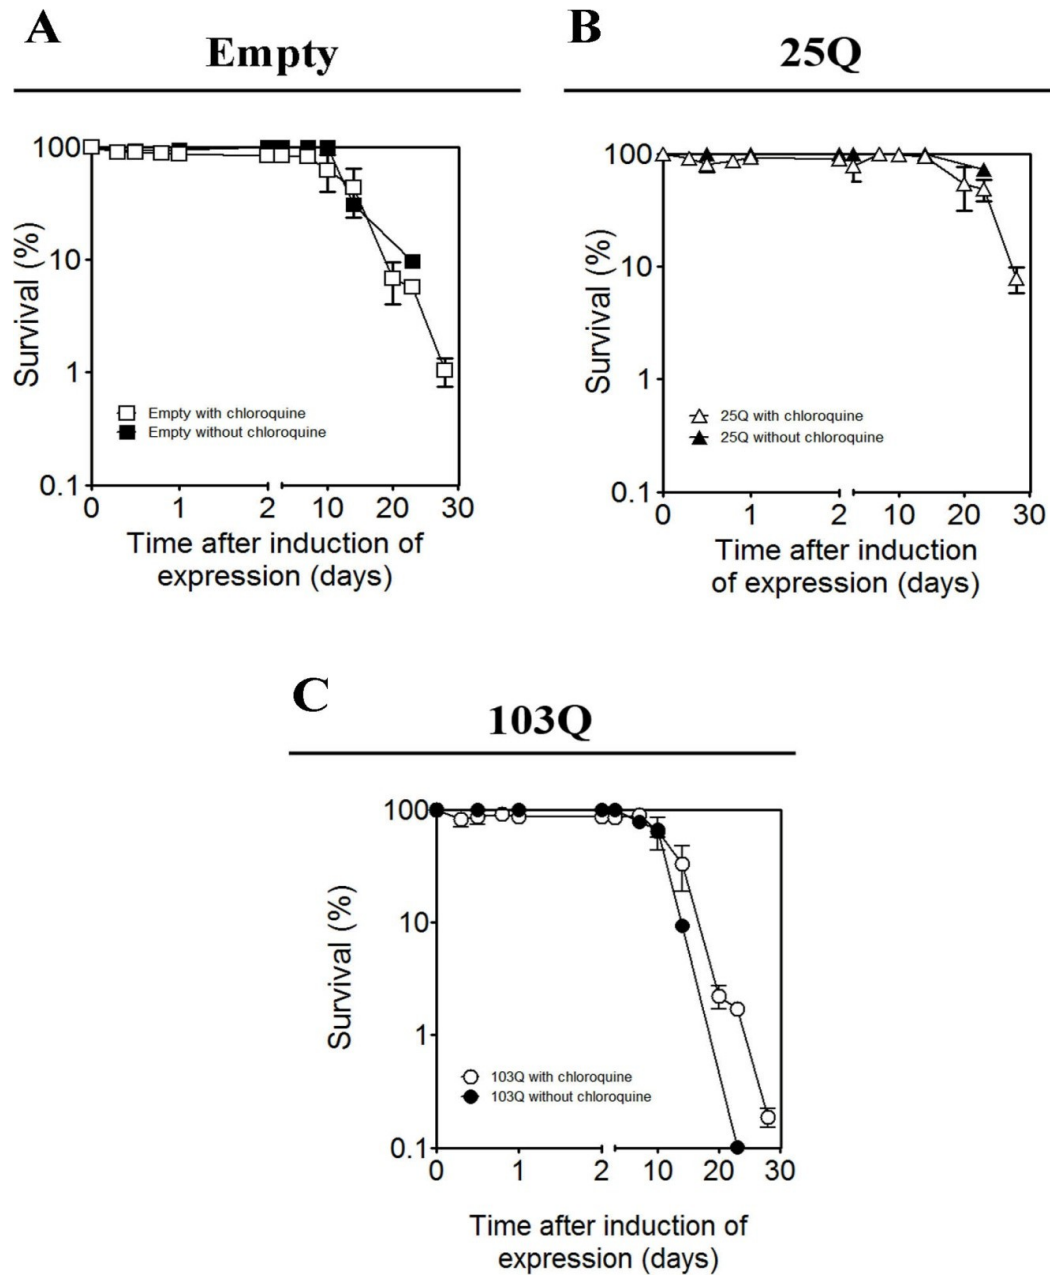 A
Empty
Survival (%)
100
10
1
0.1
Empty with chloroquine
Empty without chloroquine
0 1 2 10 20 30
Time after induction of
expression (days)
B
25Q
Survival (%)
100
10
1
0.1
25Q with chloroquine
25Q without chloroquine
0 1 2 10 20 30
Time after induction
of expression (days)
C
103Q
Survival (%)
100
10
1
0.1
103Q with chloroquine
103Q without chloroquine
0 1 2 10 20 30
Time after induction of
expression (days)